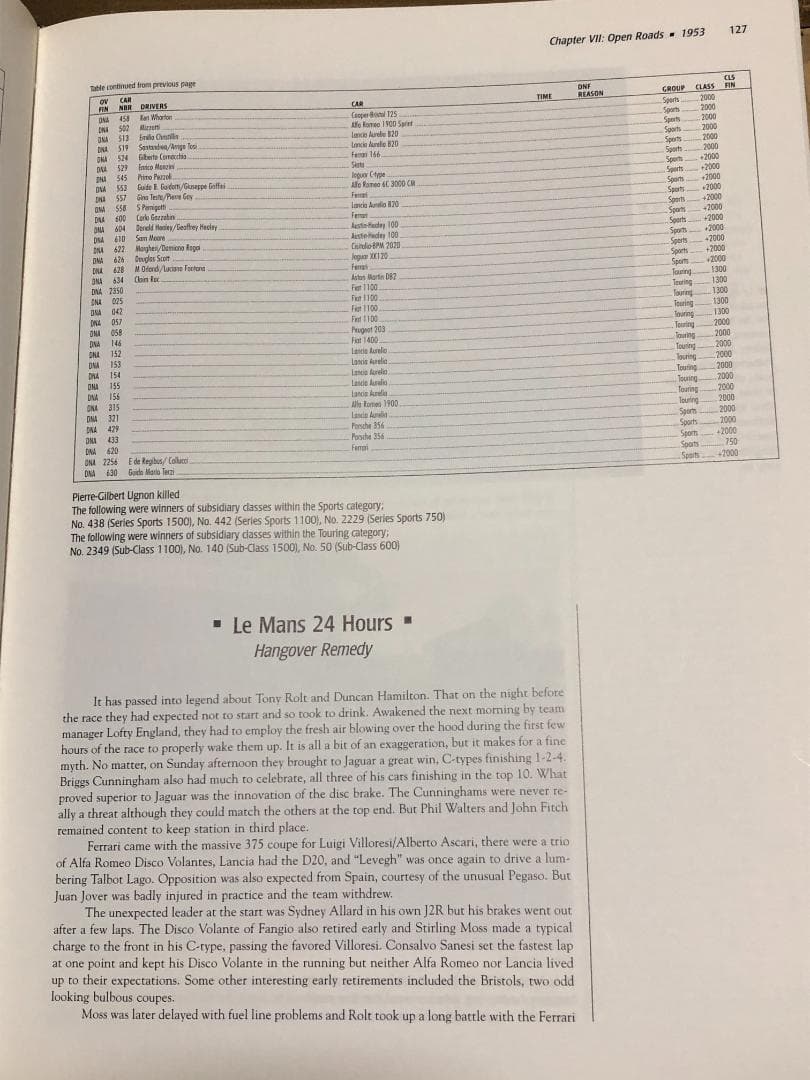 Chapter VII: Open Roads ▪ 1953 127
Table continued from previous page
OV FIN CAR NBR DRIVERS CAR TIME DNF REASON GROUP CLASS CLS FIN
DNA 458 Ken Wharton Cooper-Bristol T25 Sports 2000
DNA 502 Mizzetti Alfa Romeo 1900 Sprint Sports 2000
DNA 513 Emilio Christillin Lancia Aurelia B20 Sports 2000
DNA 519 Santandrea/Arrigo Tosi Lancia Aurelia B20 Sports 2000
DNA 524 Gilberto Cornacchia Ferrari 166 Sports 2000
DNA 529 Enrico Manzini Siata Sports 2000
DNA 545 Primo Pezzoli Jaguar C-type Sports +2000
DNA 553 Guido B. Guidotti/Giuseppe Goffini Alfa Romeo 6C 3000 CM Sports +2000
DNA 557 Gino Testo/Pierre Gay Ferrari Sports +2000
DNA 558 S Pernigotti Lancia Aurelia B20 Sports +2000
DNA 600 Carlo Gazzabini Ferrari Sports +2000
DNA 604 Donald Healey/Geoffrey Healey Austin-Healey 100 Sports +2000
DNA 610 Sam Moore Austin-Healey 100 Sports +2000
DNA 622 Morgheri/Damiano Rogai Cisitalia-BPM 202D Sports +2000
DNA 626 Douglas Scott Jaguar XK120 Sports +2000
DNA 628 M Orlandi/Luciano Fantana Ferrari Sports +2000
DNA 634 Aston Martin DB2 Sports +2000
DNA 2350 Fiat 1100 Touring 1300
DNA 025 Fiat 1100 Touring 1300
DNA 042 Fiat 1100 Touring 1300
DNA 057 Fiat 1100 Touring 1300
DNA 058 Peugeot 203 Touring 1300
DNA 146 Fiat 1400 Touring 2000
DNA 152 Lancia Aurelia Touring 2000
DNA 153 Lancia Aurelia Touring 2000
DNA 154 Lancia Aurelia Touring 2000
DNA 155 Lancia Aurelia Touring 2000
DNA 156 Lancia Aurelia Touring 2000
DNA 315 Alfa Romeo 1900 Touring 2000
DNA 321 Lancia Aurelia Touring 2000
DNA 429 Porsche 356 Sports 2000
DNA 433 Porsche 356 Sports 2000
DNA 620 Ferrari Sports +2000
DNA 2256 E de Regibus/ Collucci Sports 750
DNA 630 Guido Mario Terzi Sports +2000
Pierre-Gilbert Ugnon killed
The following were winners of subsidiary classes within the Sports category;
No. 438 (Series Sports 1500), No. 442 (Series Sports 1100), No. 2229 (Series Sports 750)
The following were winners of subsidiary classes within the Touring category;
No. 2349 (Sub-Class 1100), No. 140 (Sub-Class 1500), No. 50 (Sub-Class 600)
▪ Le Mans 24 Hours ▪
Hangover Remedy
It has passed into legend about Tony Rolt and Duncan Hamilton. That on the night before
the race they had expected not to start and so took to drink. Awakened the next morning by team
manager Lofty England, they had to employ the fresh air blowing over the hood during the first few
hours of the race to properly wake them up. It is all a bit of an exaggeration, but it makes for a fine
myth. No matter, on Sunday afternoon they brought to Jaguar a great win, C-types finishing 1-2-4.
Briggs Cunningham also had much to celebrate, all three of his cars finishing in the top 10. What
proved superior to Jaguar was the innovation of the disc brake. The Cunninghams were never re-
ally a threat although they could match the others at the top end. But Phil Walters and John Fitch
remained content to keep station in third place.
Ferrari came with the massive 375 coupe for Luigi Villoresi/Alberto Ascari, there were a trio
of Alfa Romeo Disco Volantes, Lancia had the D20, and "Levegh" was once again to drive a lum-
bering Talbot Lago. Opposition was also expected from Spain, courtesy of the unusual Pegaso. But
Juan Jover was badly injured in practice and the team withdrew.
The unexpected leader at the start was Sydney Allard in his own J2R but his brakes went out
after a few laps. The Disco Volante of Fangio also retired early and Stirling Moss made a typical
charge to the front in his C-type, passing the favored Villoresi. Consalvo Sanesi set the fastest lap
at one point and kept his Disco Volante in the running but neither Alfa Romeo nor Lancia lived
up to their expectations. Some other interesting early retirements included the Bristols, two odd
looking bulbous coupes.
Moss was later delayed with fuel line problems and Rolt took up a long battle with the Ferrari